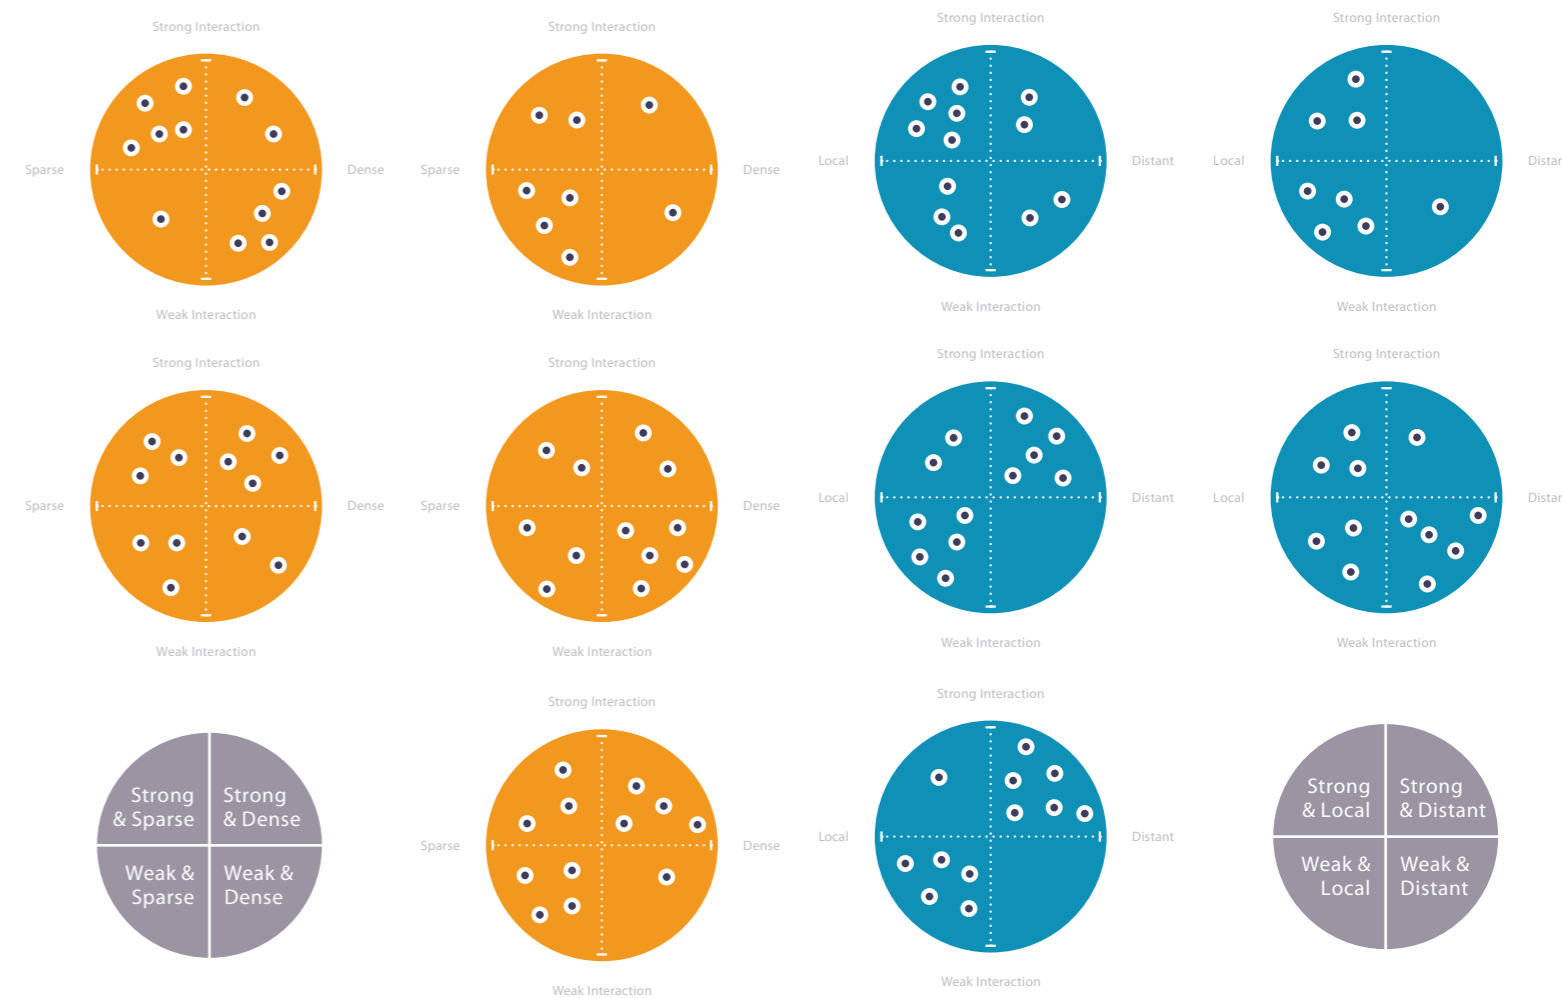 Strong Interaction
Strong Interaction
Strong Interaction
Strong Interaction
Sparse
Dense
Sparse
Dense
Local
Distant
Local
Distar
Weak Interaction
Weak Interaction
Weak Interaction
Weak Interaction
Strong Interaction
Strong Interaction
Strong Interaction
Strong Interaction
Sparse
Dense
Sparse
Dense
Local
Distant
Local
Distar
Weak Interaction
Weak Interaction
Weak Interaction
Weak Interaction
Strong
& Sparse
Strong
& Dense
Weak &
Sparse
Weak &
Dense
Strong Interaction
Sparse
Dense
Weak Interaction
Strong Interaction
Local
Distant
Weak Interaction
Strong
& Local
Strong
& Distant
Weak &
Local
Weak &
Distant